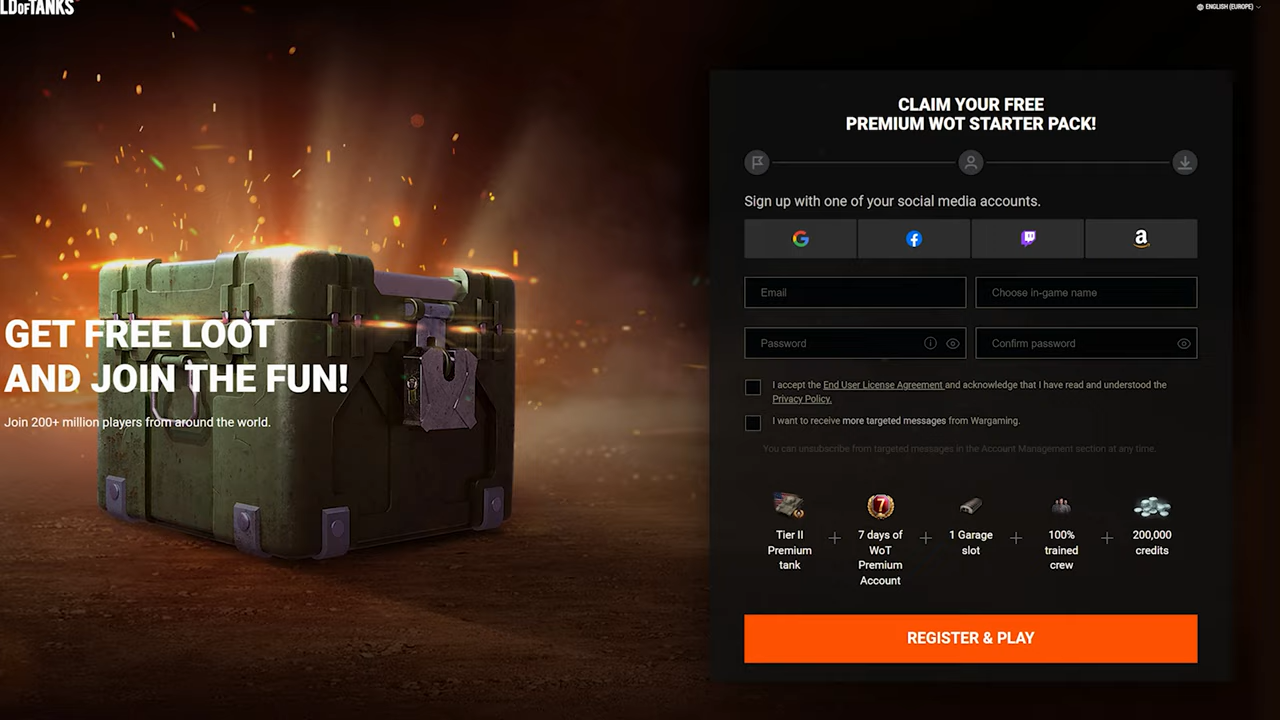 LD OF TANKS
ENGLISH (EUROPE)
CLAIM YOUR FREE
PREMIUM WOT STARTER PACK!
Sign up with one of your social media accounts.
Email
Choose in-game name
Password
Confirm password
I accept the End User License Agreement and acknowledge that I have read and understood the
Privacy Policy.
I want to receive more targeted messages from Wargaming.
You can unsubscribe from targeted messages in the Account Management section at any time.
GET FREE LOOT
AND JOIN THE FUN!
Join 200+ million players from around the world.
7
Tier II
Premium
tank
+
7 days of
WoT
Premium
Account
+
1 Garage
slot
+
100%
trained
crew
+
200,000
credits
REGISTER & PLAY